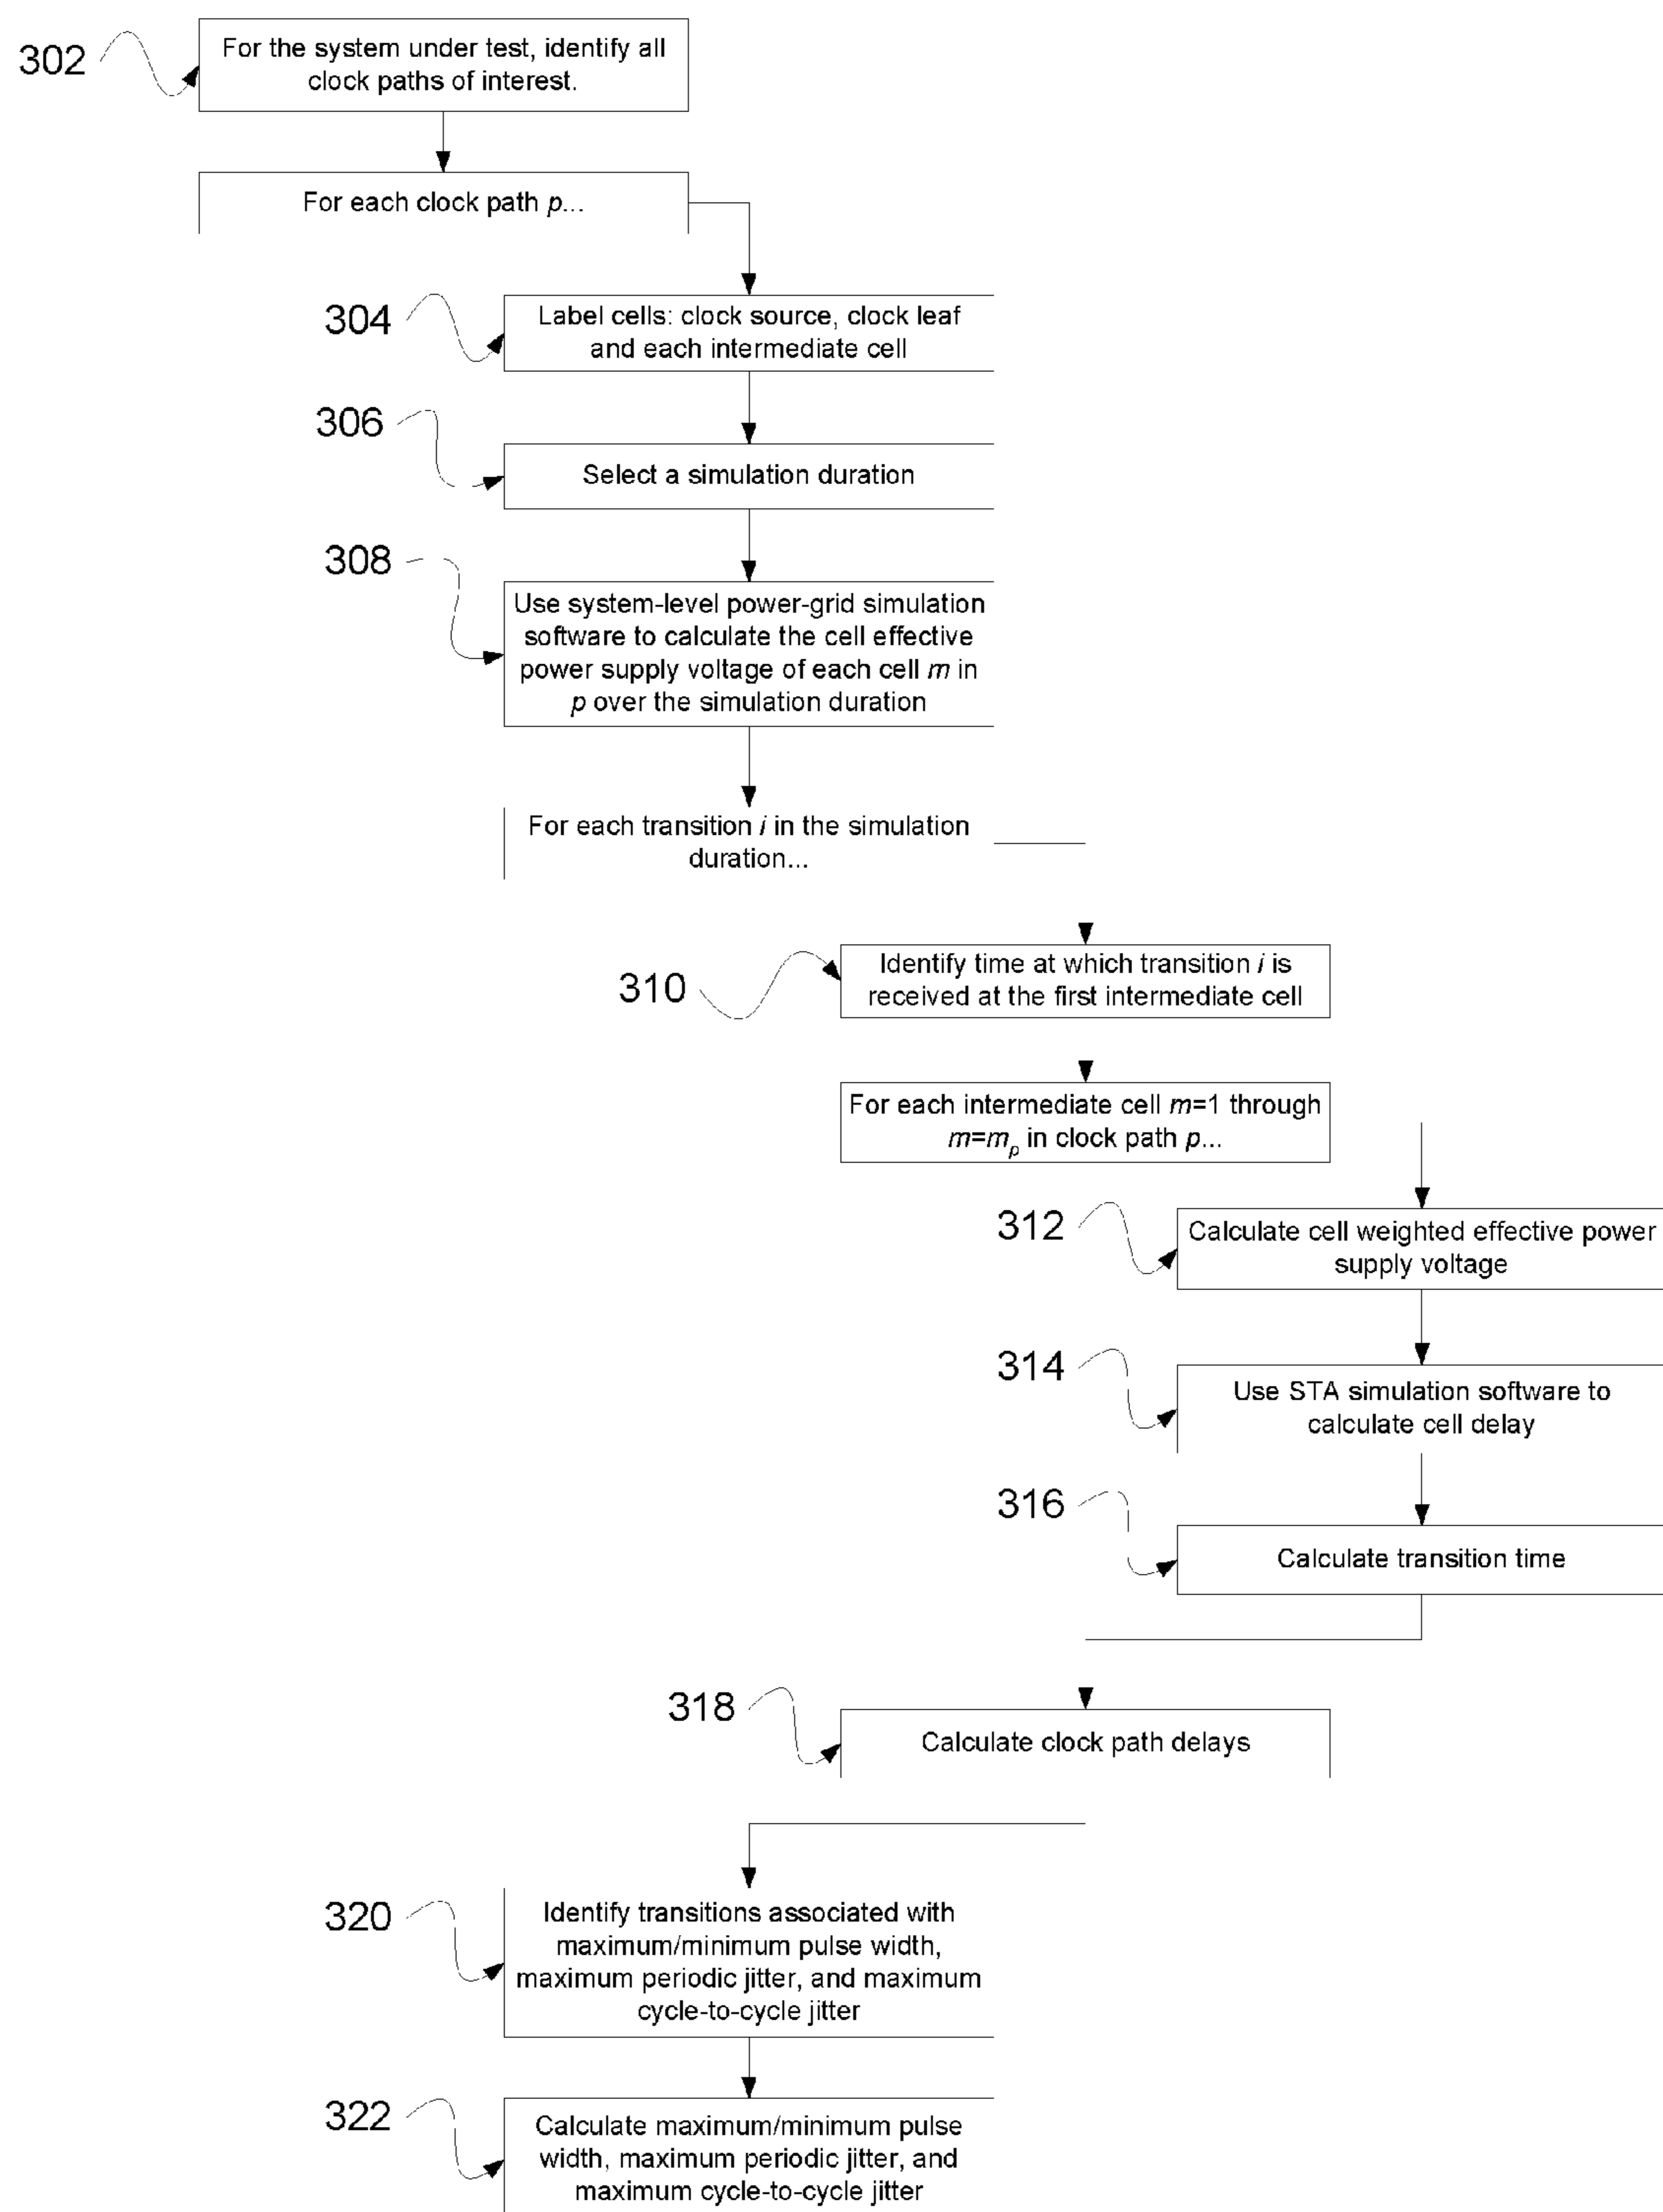 302
For the system under test, identify all
clock paths of interest.
For each clock path p...
304
Label cells: clock source, clock leaf
and each intermediate cell
306
Select a simulation duration
308
Use system-level power-grid simulation
software to calculate the cell effective
power supply voltage of each cell m in
p over the simulation duration
For each transition i in the simulation
duration...
310
Identify time at which transition i is
received at the first intermediate cell
For each intermediate cell m=1 through
m=mp in clock path p...
312
Calculate cell weighted effective power
supply voltage
314
Use STA simulation software to
calculate cell delay
316
Calculate transition time
318
Calculate clock path delays
320
Identify transitions associated with
maximum/minimum pulse width,
maximum periodic jitter, and maximum
cycle-to-cycle jitter
322
Calculate maximum/minimum pulse
width, maximum periodic jitter, and
maximum cycle-to-cycle jitter